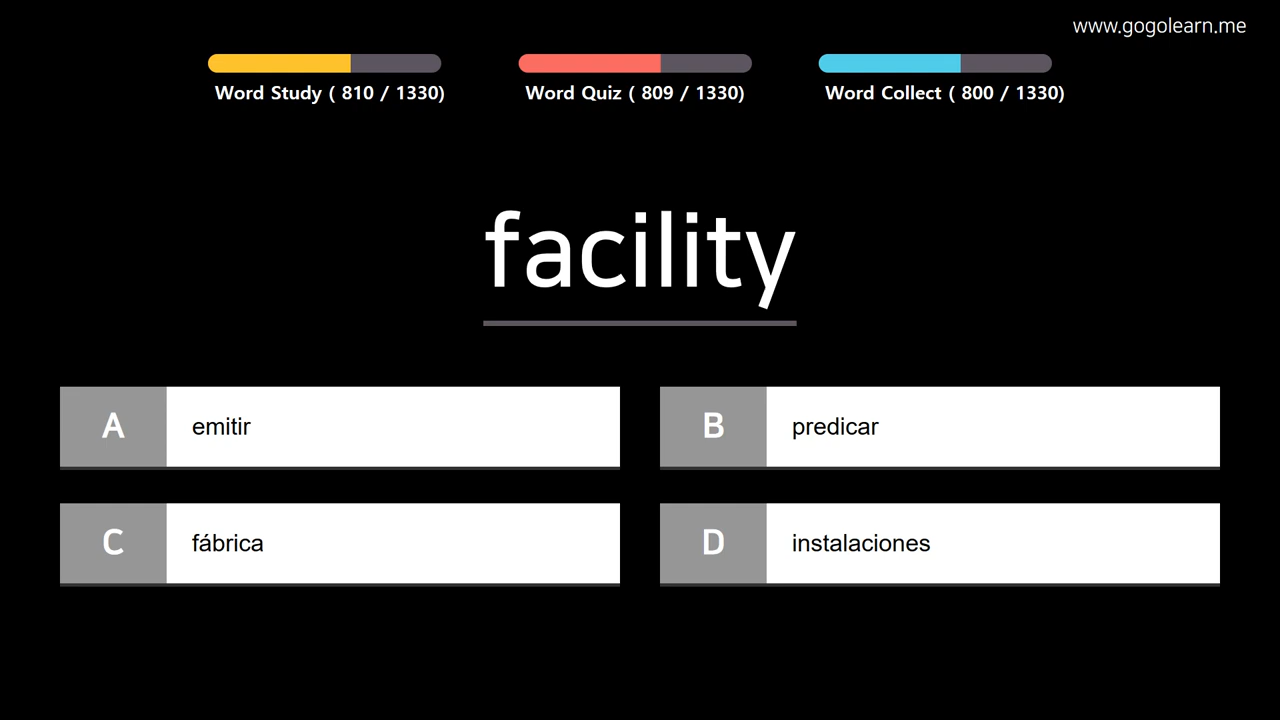 www.gogolearn.me
Word Study ( 810 / 1330)
Word Quiz ( 809 / 1330)
Word Collect ( 800 / 1330)
facility
A emitir
B predicar
C fábrica
D instalaciones